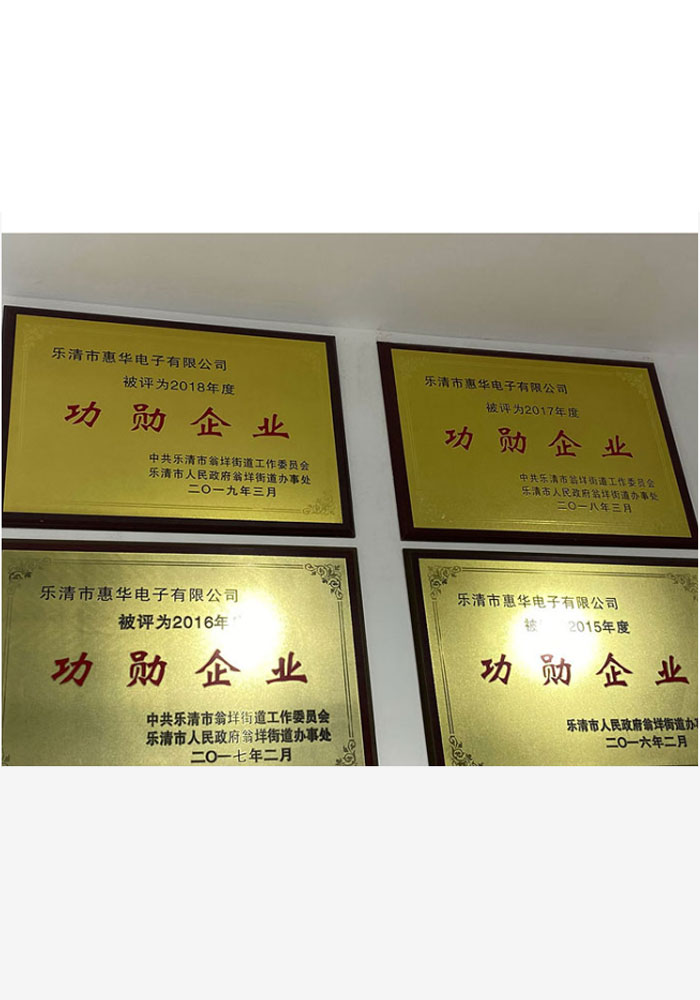 乐清市惠华电子有限公司
被评为2018年度
功勋企业
中共乐清市翁垟街道工作委员会
乐清市人民政府翁垟街道办事处
二〇一九年三月
乐清市惠华电子有限公司
被评为2017年度
功勋企业
中共乐清市翁垟街道工作委员会
乐清市人民政府翁垟街道办事处
二〇一八年三月
乐清市惠华电子有限公司
被评为2016年
功勋企业
中共乐清市翁垟街道工作委员会
乐清市人民政府翁垟街道办事处
二〇一七年二月
乐清市惠华电子有限公司
被 2015年度
功勋企业
乐清市人民政府翁垟街道办
二〇一六年二月